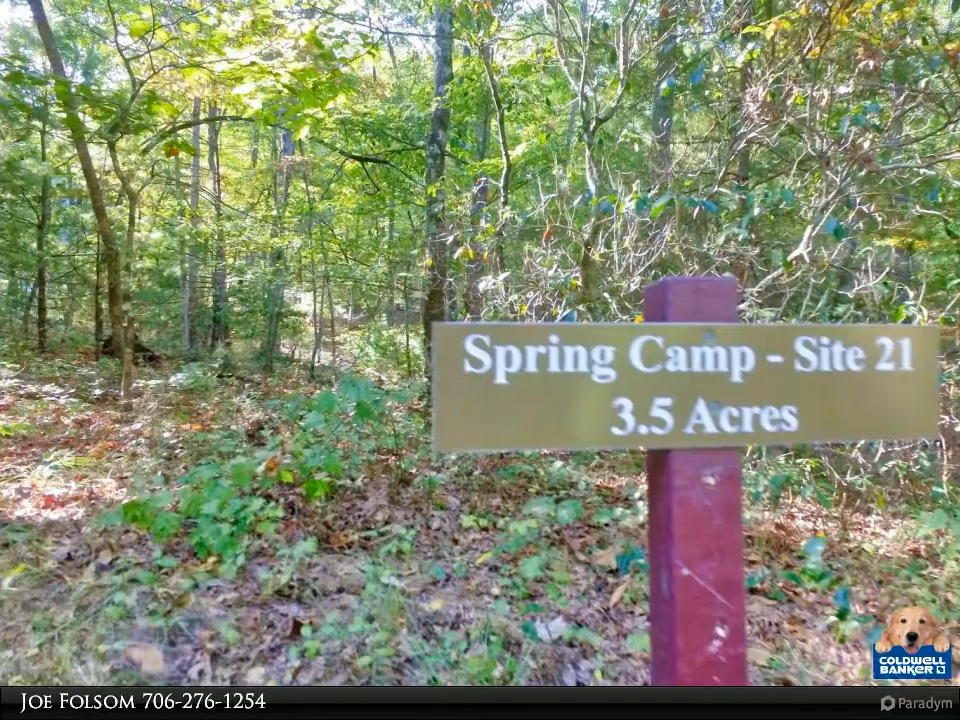 Spring Camp - Site 21
3.5 Acres
COLDWELL
BANKER
JOE FOLSOM 706-276-1254
Paradym